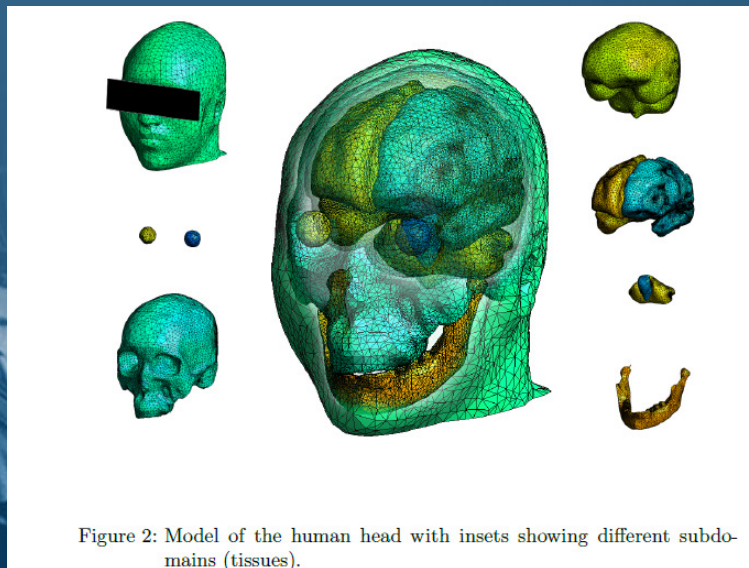 Figure 2: Model of the human head with insets showing different subdo-
mains (tissues).